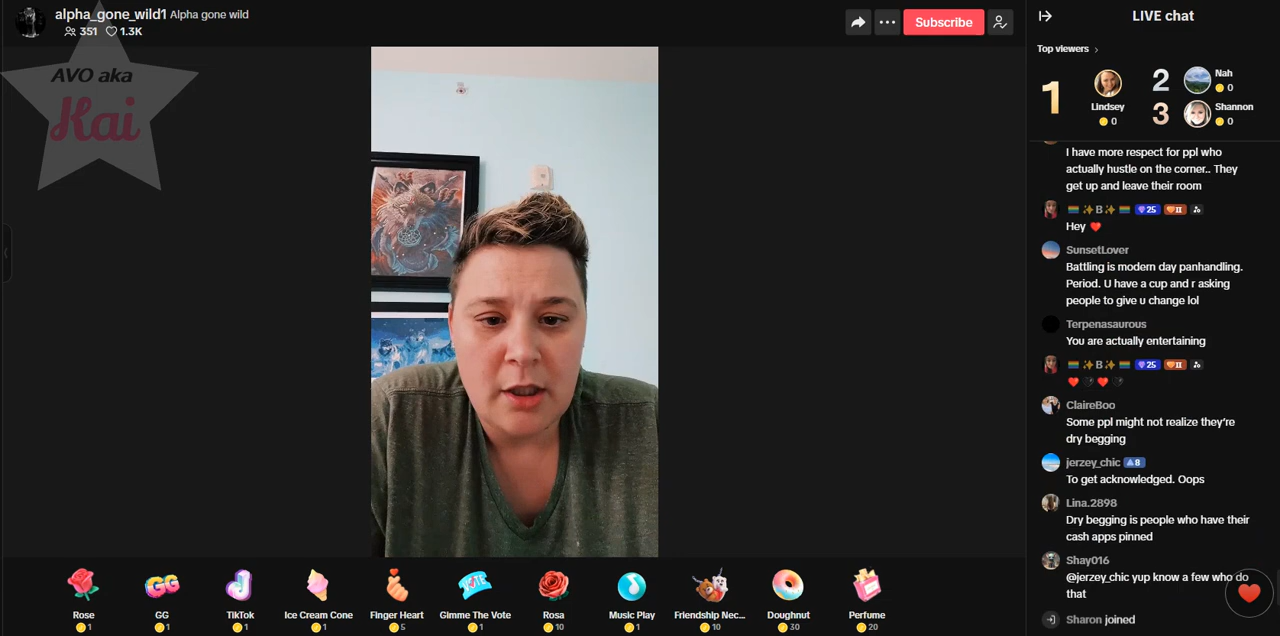 alpha_gone_wild1 Alpha gone wild
351 1.3K
Subscribe
AVO aka
Kai
LIVE chat
Top viewers
1
Lindsey
0
2
Nah
0
3
Shannon
0
I have more respect for ppl who
actually hustle on the corner.. They
get up and leave their room
B 25 II
Hey
SunsetLover
Battling is modern day panhandling.
Period. U have a cup and r asking
people to give u change lol
Terpenasaurous
You are actually entertaining
B 25 II
ClaireBoo
Some ppl might not realize they're
dry begging
jerzey_chic 8
To get acknowledged. Oops
Lina.2898
Dry begging is people who have their
cash apps pinned
Shay016
@jerzey_chic yup know a few who do
that
Sharon joined
GG
VOTE
Rose
1
GG
1
TikTok
1
Ice Cream Cone
1
Finger Heart
5
Gimme The Vote
1
Rosa
10
Music Play
1
Friendship Nec...
10
Doughnut
30
Perfume
20